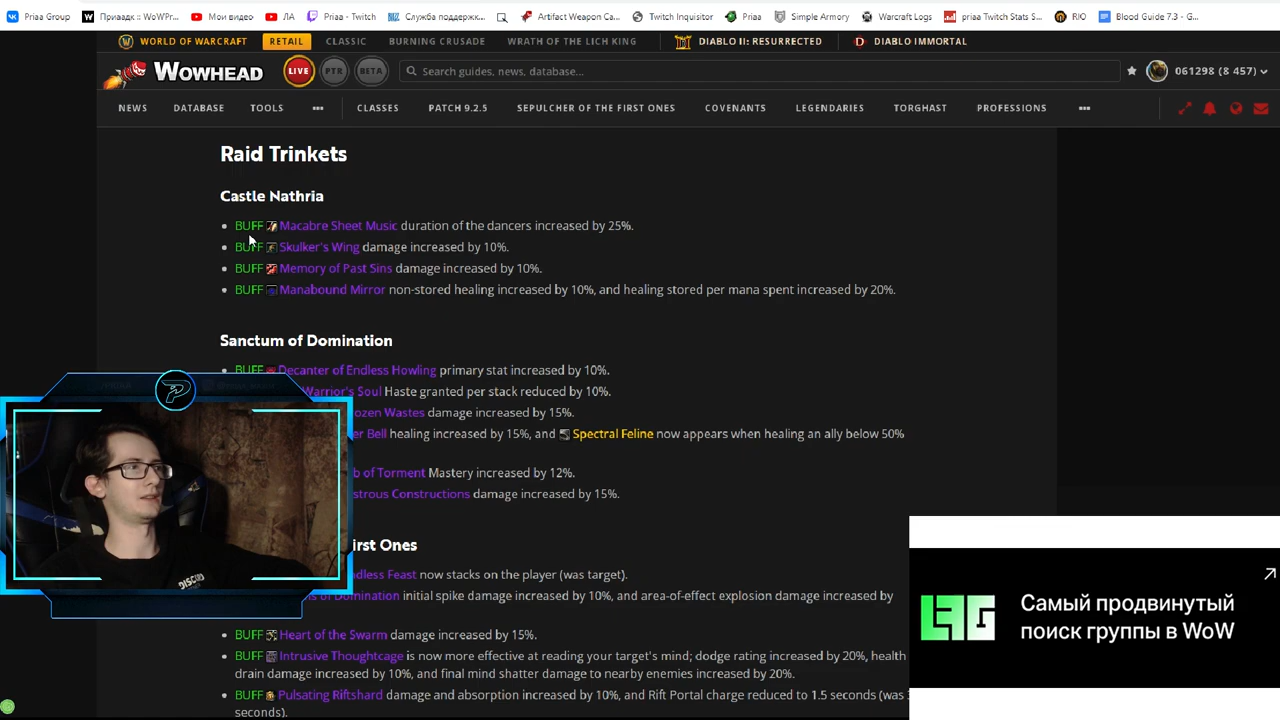 Priaa Group
Приаадк :: WoWPr...
Мои видео
ЛА
Priaa - Twitch
Служба поддержк...
Artifact Weapon Ca...
Twitch Inquisitor
Priaa
Simple Armory
Warcraft Logs
priaa Twitch Stats S...
RIO
Blood Guide 7.3 - G...
WORLD OF WARCRAFT
RETAIL
CLASSIC
BURNING CRUSADE
WRATH OF THE LICH KING
DIABLO II: RESURRECTED
DIABLO IMMORTAL
WOWHEAD
LIVE
PTR
BETA
Search guides, news, database...
061298 (8 457)
NEWS
DATABASE
TOOLS
CLASSES
PATCH 9.2.5
SEPULCHER OF THE FIRST ONES
COVENANTS
LEGENDARIES
TORGHAST
PROFESSIONS
Raid Trinkets
Castle Nathria
BUFF Macabre Sheet Music duration of the dancers increased by 25%.
BUFF Skulker's Wing damage increased by 10%.
BUFF Memory of Past Sins damage increased by 10%.
BUFF Manabound Mirror non-stored healing increased by 10%, and healing stored per mana spent increased by 20%.
Sanctum of Domination
BUFF Decanter of Endless Howling primary stat increased by 10%.
Warrior's Soul Haste granted per stack reduced by 10%.
ozen Wastes damage increased by 15%.
er Bell healing increased by 15%, and Spectral Feline now appears when healing an ally below 50%
b of Torment Mastery increased by 12%.
strous Constructions damage increased by 15%.
irst Ones
dless Feast now stacks on the player (was target).
s of Domination initial spike damage increased by 10%, and area-of-effect explosion damage increased by
BUFF Heart of the Swarm damage increased by 15%.
BUFF Intrusive Thoughtcage is now more effective at reading your target's mind; dodge rating increased by 20%, health
drain damage increased by 10%, and final mind shatter damage to nearby enemies increased by 20%.
BUFF Pulsating Riftshard damage and absorption increased by 10%, and Rift Portal charge reduced to 1.5 seconds (was
seconds).
Самый продвинутый
поиск группы в WoW